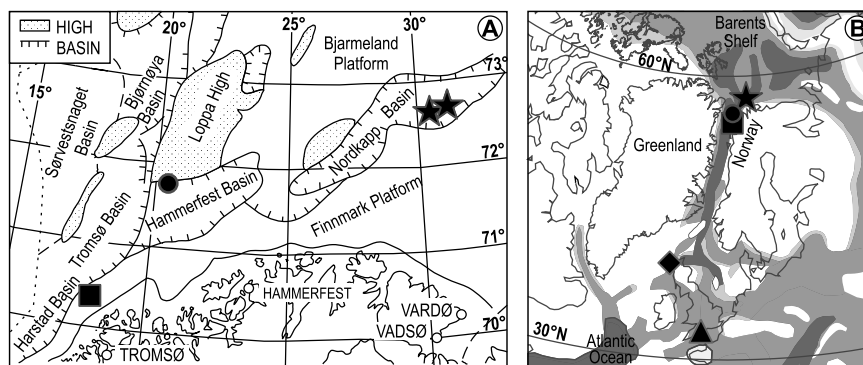 HIGH
BASIN
A
15°
20°
25°
30°
73°
72°
71°
70°
Bjarmeland
Platform
Sørvestsnaget
Basin
Bjørnøya
Basin
Loppa High
Nordkapp
Basin
Hammerfest Basin
Finnmark Platform
Tromsø Basin
Harstad Basin
HAMMERFEST
VARDØ
VADSØ
TROMSØ
B
Barents
Shelf
60°N
Greenland
Norway
30°N
Atlantic
Ocean